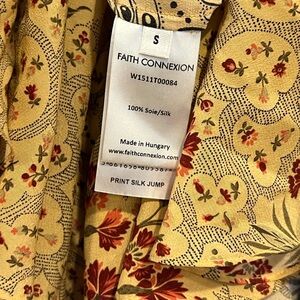 S
FAITH CONNEXION
W1511T00084
100% Soie/Silk
Made in Hungary
www.faithconnexion.com
PRINT SILK JUMP